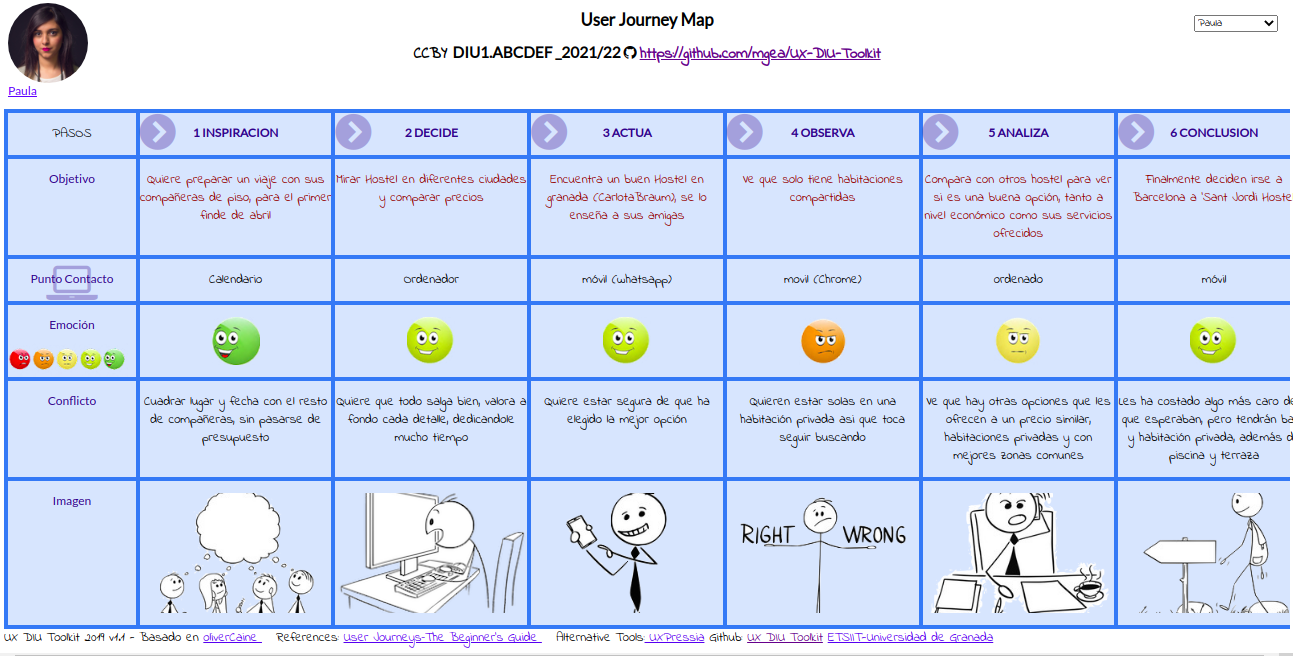 User Journey Map
Paula
CCBY DIU1.ABCDEF_2021/22 https://github.com/mgea/UX-DIU-Toolkit
Paula
PASOS
1 INSPIRACION
2 DECIDE
3 ACTUA
4 OBSERVA
5 ANALIZA
6 CONCLUSION
Objetivo
Quiere preparar un viaje con sus
compañeras de piso, para el primer
finde de abril
Mirar Hostel en diferentes ciudades
y comparar precios
Encuentra un buen Hostel en
granada (CarlotaBraum), se lo
enseña a sus amigas
Ve que solo tiene habitaciones
compartidas
Compara con otros hostel para ver
si es una buena opción, tanto a
nivel económico como sus servicios
ofrecidos
Finalmente deciden irse a
Barcelona a 'Sant Jordi Hoste
Punto Contacto
Calendario
ordenador
móvil (whatsapp)
movil (Chrome)
ordenado
móvil
Emoción
Conflicto
Cuadrar lugar y fecha con el resto
de compañeras, sin pasarse de
presupuesto
Quiere que todo salga bien, valora a
fondo cada detalle, dedicandole
mucho tiempo
Quiere estar segura de que ha
elegido la mejor opción
Quieren estar solas en una
habitación privada asi que toca
seguir buscando
Ve que hay otras opciones que les
ofrecen a un precio similar,
habitaciones privadas y con
mejores zonas comunes
Les ha costado algo más caro de
que esperaban, pero tendrán ba
y habitación privada, además d
piscina y terraza
Imagen
RIGHT WRONG
UX DIU Toolkit 2019 v1.1 - Basado en oliverCaine References: User Journeys-The Beginner's Guide Alternative Tools: UXPressia Github: UX DIU Toolkit ETSIIT-Universidad de Granada